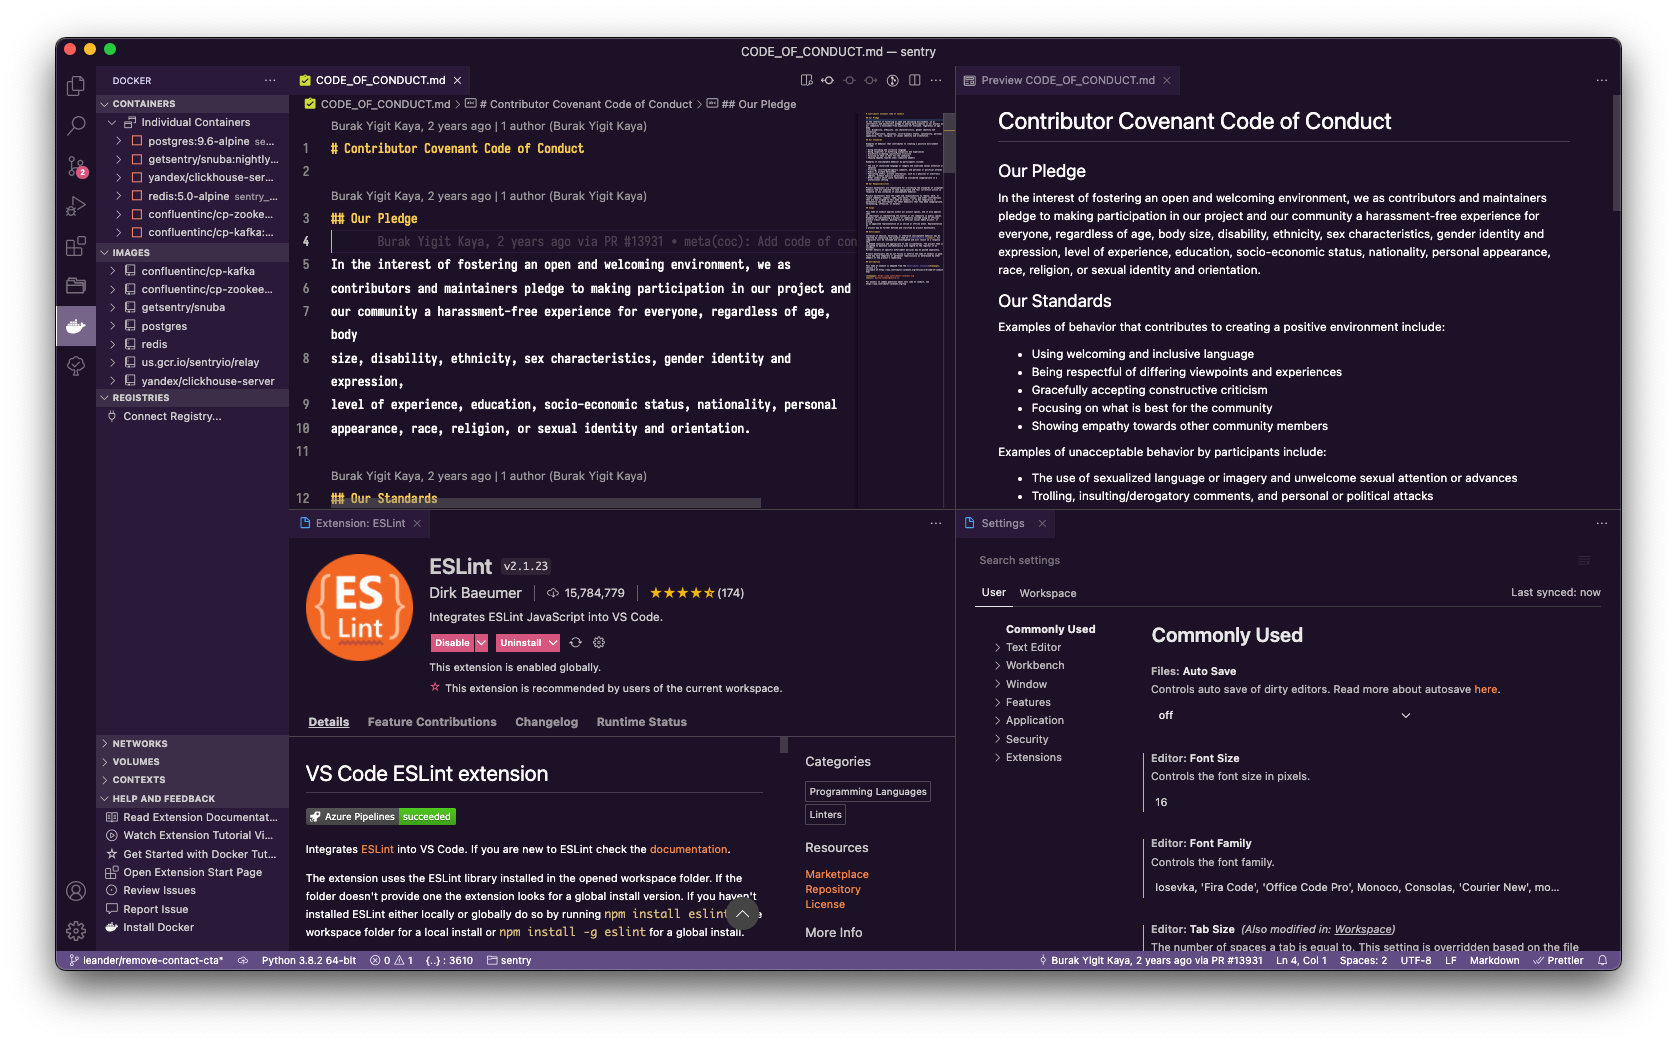 CODE_OF_CONDUCT.md — sentry
2
DOCKER
CONTAINERS
Individual Containers
postgres:9.6-alpine se...
getsentry/snuba:nightly...
yandex/clickhouse-ser...
redis:5.0-alpine sentry_...
confluentinc/cp-zooke...
confluentinc/cp-kafka:...
IMAGES
confluentinc/cp-kafka
confluentinc/cp-zookee...
getsentry/snuba
postgres
redis
us.gcr.io/sentryio/relay
yandex/clickhouse-server
REGISTRIES
Connect Registry...
NETWORKS
VOLUMES
CONTEXTS
HELP AND FEEDBACK
Read Extension Documentat...
Watch Extension Tutorial Vi...
Get Started with Docker Tut...
Open Extension Start Page
Review Issues
Report Issue
Install Docker
CODE_OF_CONDUCT.md
CODE_OF_CONDUCT.md > # Contributor Covenant Code of Conduct > ## Our Pledge
Burak Yigit Kaya, 2 years ago | 1 author (Burak Yigit Kaya)
1 # Contributor Covenant Code of Conduct
2
Burak Yigit Kaya, 2 years ago | 1 author (Burak Yigit Kaya)
3 ## Our Pledge
4 Burak Yigit Kaya, 2 years ago via PR #13931 • meta(coc): Add code of con
5 In the interest of fostering an open and welcoming environment, we as
6 contributors and maintainers pledge to making participation in our project and
7 our community a harassment-free experience for everyone, regardless of age,
body
8 size, disability, ethnicity, sex characteristics, gender identity and
expression,
9 level of experience, education, socio-economic status, nationality, personal
10 appearance, race, religion, or sexual identity and orientation.
11
Burak Yigit Kaya, 2 years ago | 1 author (Burak Yigit Kaya)
12 ## Our Standards
Preview CODE_OF_CONDUCT.md
Contributor Covenant Code of Conduct
Our Pledge
In the interest of fostering an open and welcoming environment, we as contributors and maintainers
pledge to making participation in our project and our community a harassment-free experience for
everyone, regardless of age, body size, disability, ethnicity, sex characteristics, gender identity and
expression, level of experience, education, socio-economic status, nationality, personal appearance,
race, religion, or sexual identity and orientation.
Our Standards
Examples of behavior that contributes to creating a positive environment include:
• Using welcoming and inclusive language
• Being respectful of differing viewpoints and experiences
• Gracefully accepting constructive criticism
• Focusing on what is best for the community
• Showing empathy towards other community members
Examples of unacceptable behavior by participants include:
• The use of sexualized language or imagery and unwelcome sexual attention or advances
• Trolling, insulting/derogatory comments, and personal or political attacks
Extension: ESLint
ES
Lint
ESLint v2.1.23
Dirk Baeumer 15,784,779 (174)
Integrates ESLint JavaScript into VS Code.
Disable Uninstall
This extension is enabled globally.
This extension is recommended by users of the current workspace.
Details Feature Contributions Changelog Runtime Status
VS Code ESLint extension
Azure Pipelines succeeded
Integrates ESLint into VS Code. If you are new to ESLint check the documentation.
The extension uses the ESLint library installed in the opened workspace folder. If the
folder doesn't provide one the extension looks for a global install version. If you haven't
installed ESLint either locally or globally do so by running npm install eslint
workspace folder for a local install or npm install -g eslint for a global install.
Categories
Programming Languages
Linters
Resources
Marketplace
Repository
License
More Info
Settings
Search settings
User Workspace
Last synced: now
Commonly Used
Text Editor
Workbench
Window
Features
Application
Security
Extensions
Commonly Used
Files: Auto Save
Controls auto save of dirty editors. Read more about autosave here.
off
Editor: Font Size
Controls the font size in pixels.
16
Editor: Font Family
Controls the font family.
Iosevka, 'Fira Code', 'Office Code Pro', Monoco, Consolas, 'Courier New', mo...
Editor: Tab Size (Also modified in: Workspace)
The number of spaces a tab is equal to. This setting is overridden based on the file
leander/remove-contact-cta* Python 3.8.2 64-bit 0 1 {..} : 3610 sentry
Burak Yigit Kaya, 2 years ago via PR #13931 Ln 4, Col 1 Spaces: 2 UTF-8 LF Markdown Prettier